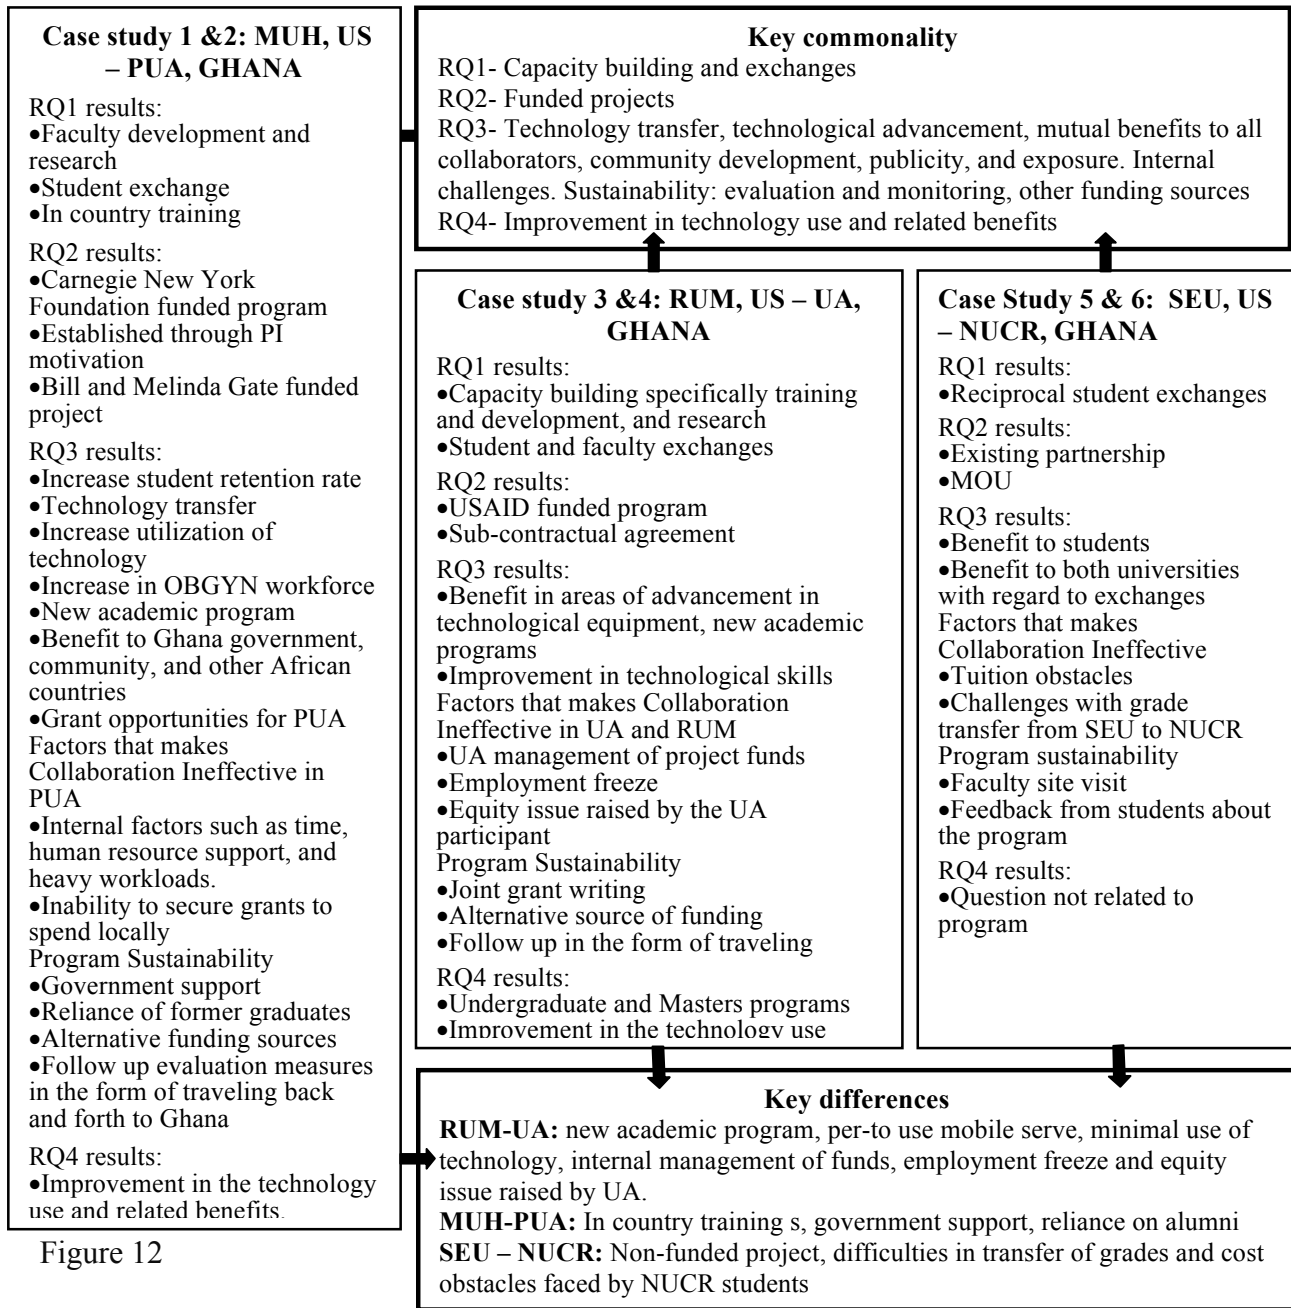 Case study 1 &2: MUH, US
– PUA, GHANA
RQ1 results:
•Faculty development and
research
•Student exchange
•In country training
RQ2 results:
•Carnegie New York
Foundation funded program
•Established through PI
motivation
•Bill and Melinda Gate funded
project
RQ3 results:
•Increase student retention rate
•Technology transfer
•Increase utilization of
technology
•Increase in OBGYN workforce
•New academic program
•Benefit to Ghana government,
community, and other African
countries
•Grant opportunities for PUA
Factors that makes
Collaboration Ineffective in
PUA
•Internal factors such as time,
human resource support, and
heavy workloads.
•Inability to secure grants to
spend locally
Program Sustainability
•Government support
•Reliance of former graduates
•Alternative funding sources
•Follow up evaluation measures
in the form of traveling back
and forth to Ghana
RQ4 results:
•Improvement in the technology
use and related benefits.
Key commonality
RQ1- Capacity building and exchanges
RQ2- Funded projects
RQ3- Technology transfer, technological advancement, mutual benefits to all
collaborators, community development, publicity, and exposure. Internal
challenges. Sustainability: evaluation and monitoring, other funding sources
RQ4- Improvement in technology use and related benefits
Case study 3 &4: RUM, US – UA,
GHANA
RQ1 results:
•Capacity building specifically training
and development, and research
•Student and faculty exchanges
RQ2 results:
•USAID funded program
•Sub-contractual agreement
RQ3 results:
•Benefit in areas of advancement in
technological equipment, new academic
programs
•Improvement in technological skills
Factors that makes Collaboration
Ineffective in UA and RUM
•UA management of project funds
•Employment freeze
•Equity issue raised by the UA
participant
Program Sustainability
•Joint grant writing
•Alternative source of funding
•Follow up in the form of traveling
RQ4 results:
•Undergraduate and Masters programs
•Improvement in the technology use
Case Study 5 & 6: SEU, US
– NUCR, GHANA
RQ1 results:
•Reciprocal student exchanges
RQ2 results:
•Existing partnership
•MOU
RQ3 results:
•Benefit to students
•Benefit to both universities
with regard to exchanges
Factors that makes
Collaboration Ineffective
•Tuition obstacles
•Challenges with grade
transfer from SEU to NUCR
Program sustainability
•Faculty site visit
•Feedback from students about
the program
RQ4 results:
•Question not related to
program
Key differences
RUM-UA: new academic program, per-to use mobile serve, minimal use of
technology, internal management of funds, employment freeze and equity
issue raised by UA.
MUH-PUA: In country training s, government support, reliance on alumni
SEU – NUCR: Non-funded project, difficulties in transfer of grades and cost
obstacles faced by NUCR students
Figure 12